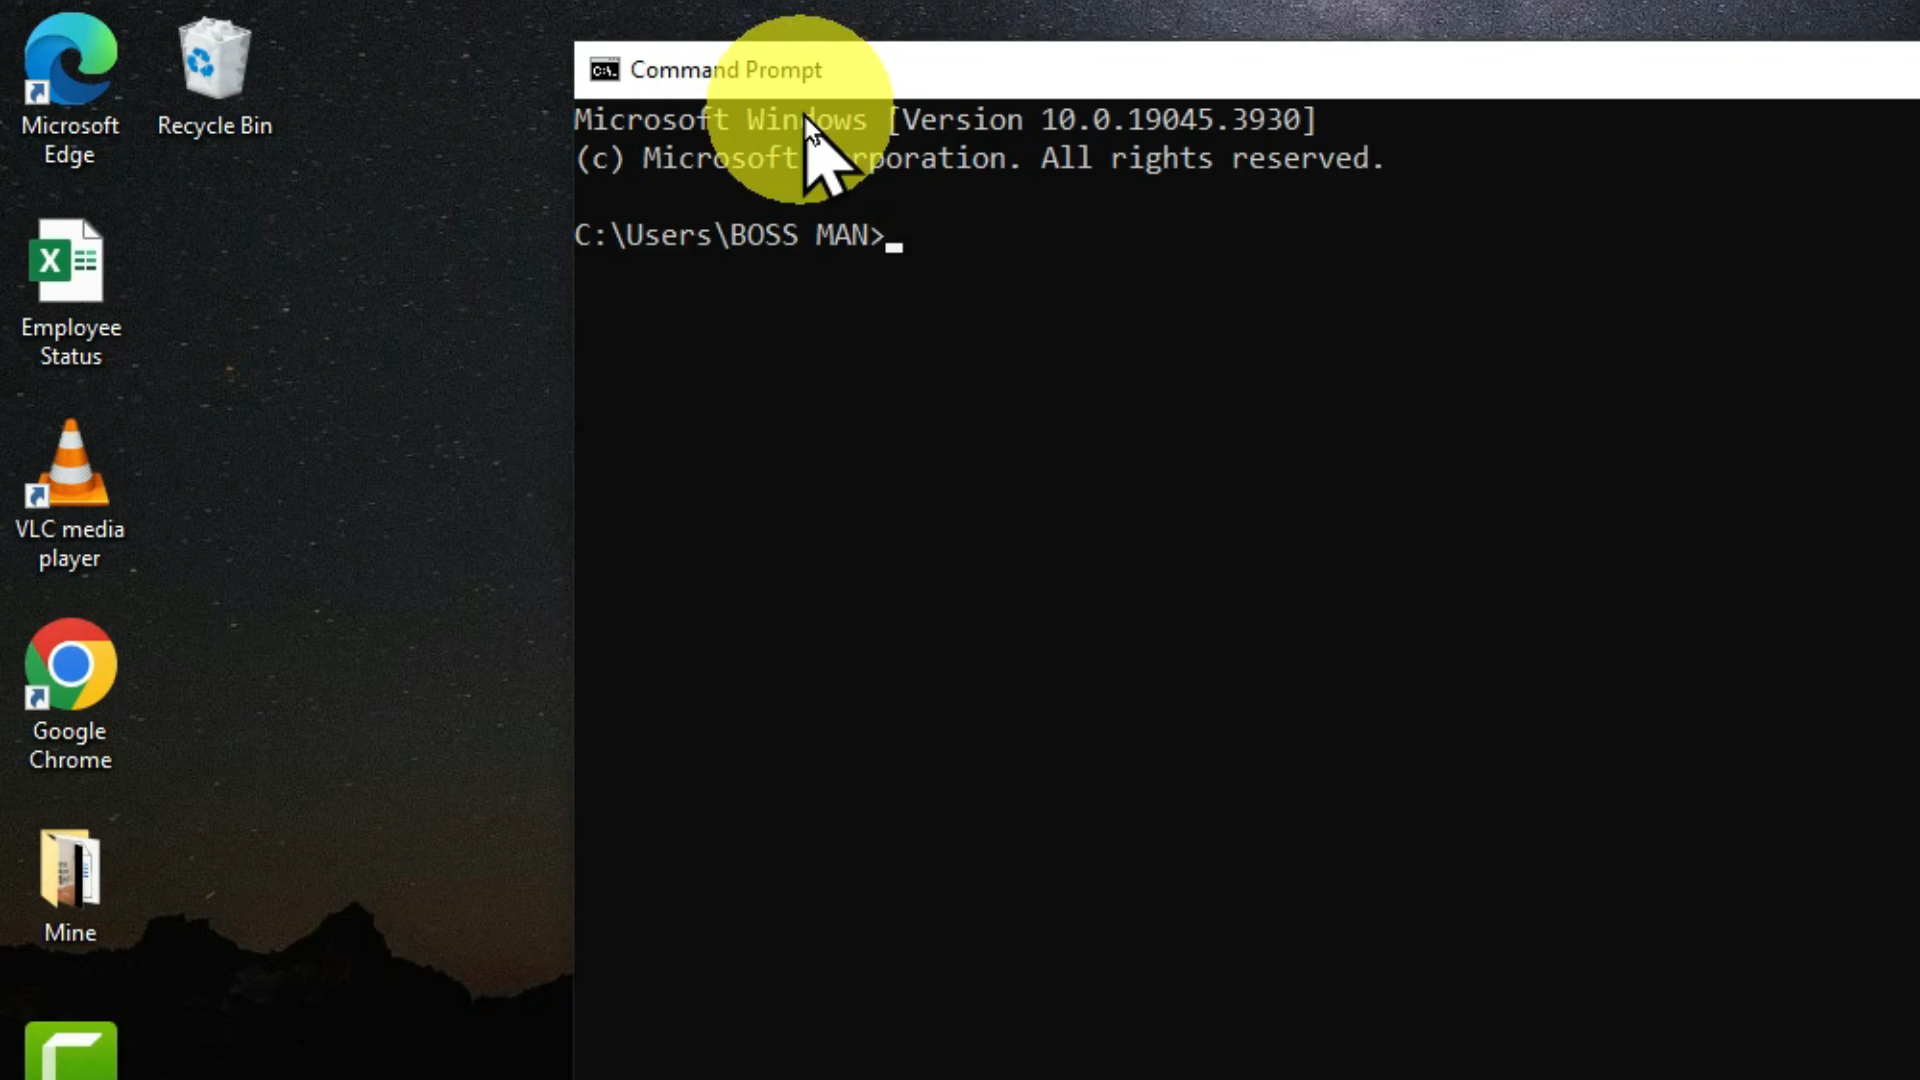 Microsoft
Edge
Recycle Bin
Employee
Status
VLC media
player
Google
Chrome
Mine
Command Prompt
Microsoft Windows [Version 10.0.19045.3930]
(c) Microsoft Corporation. All rights reserved.
C:\Users\BOSS MAN>